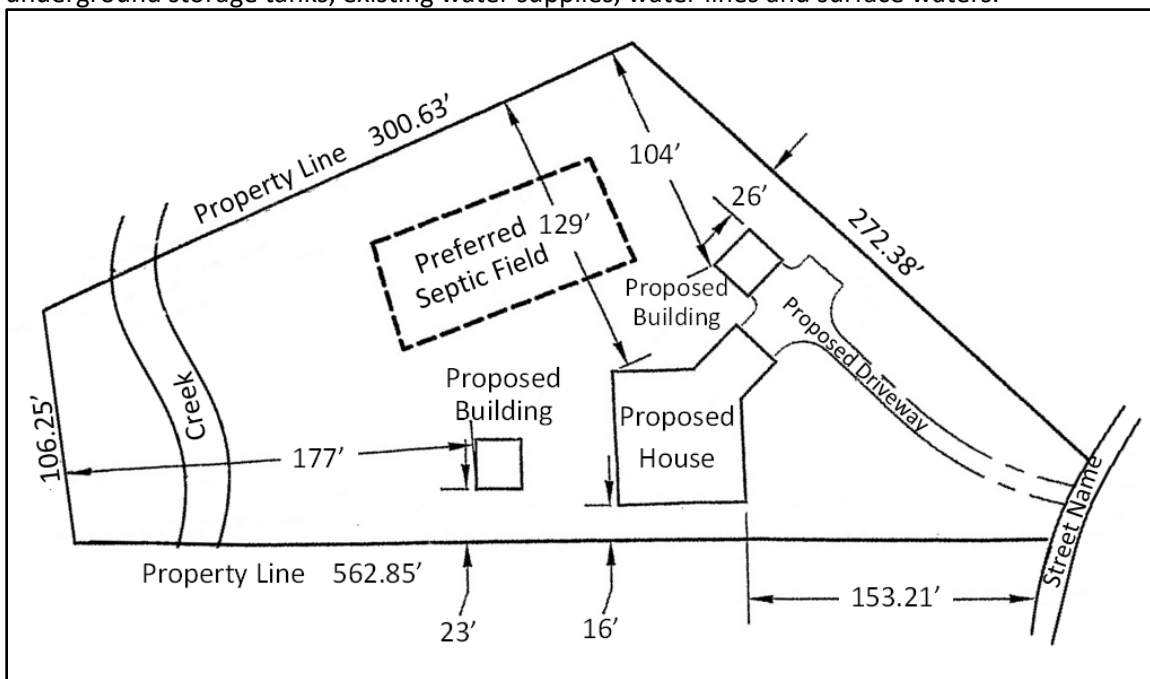 underground storage tanks, existing water supplies, water lines and surface waters.
Property Line 300.63'
104'
26'
272.38'
129'
Preferred
Septic Field
Proposed
Building
Proposed Driveway
Creek
Proposed
Building
Proposed
House
106.25'
177'
Street Name
Property Line 562.85'
153.21'
23'
16'